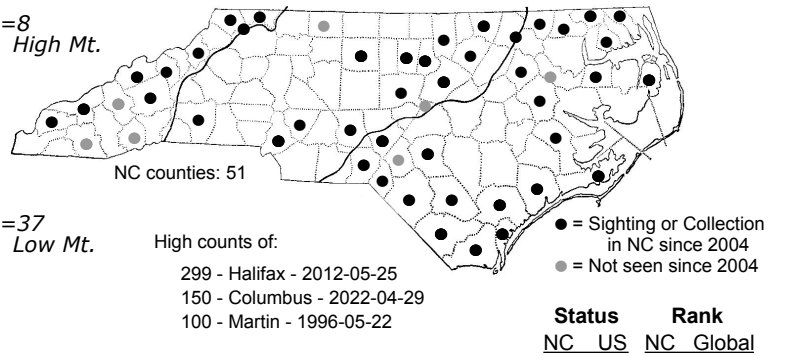 =8
High Mt.
NC counties: 51
=37
Low Mt.
High counts of:
299 - Halifax - 2012-05-25
150 - Columbus - 2022-04-29
100 - Martin - 1996-05-22
● = Sighting or Collection
in NC since 2004
● = Not seen since 2004
Status Rank
NC US NC Global